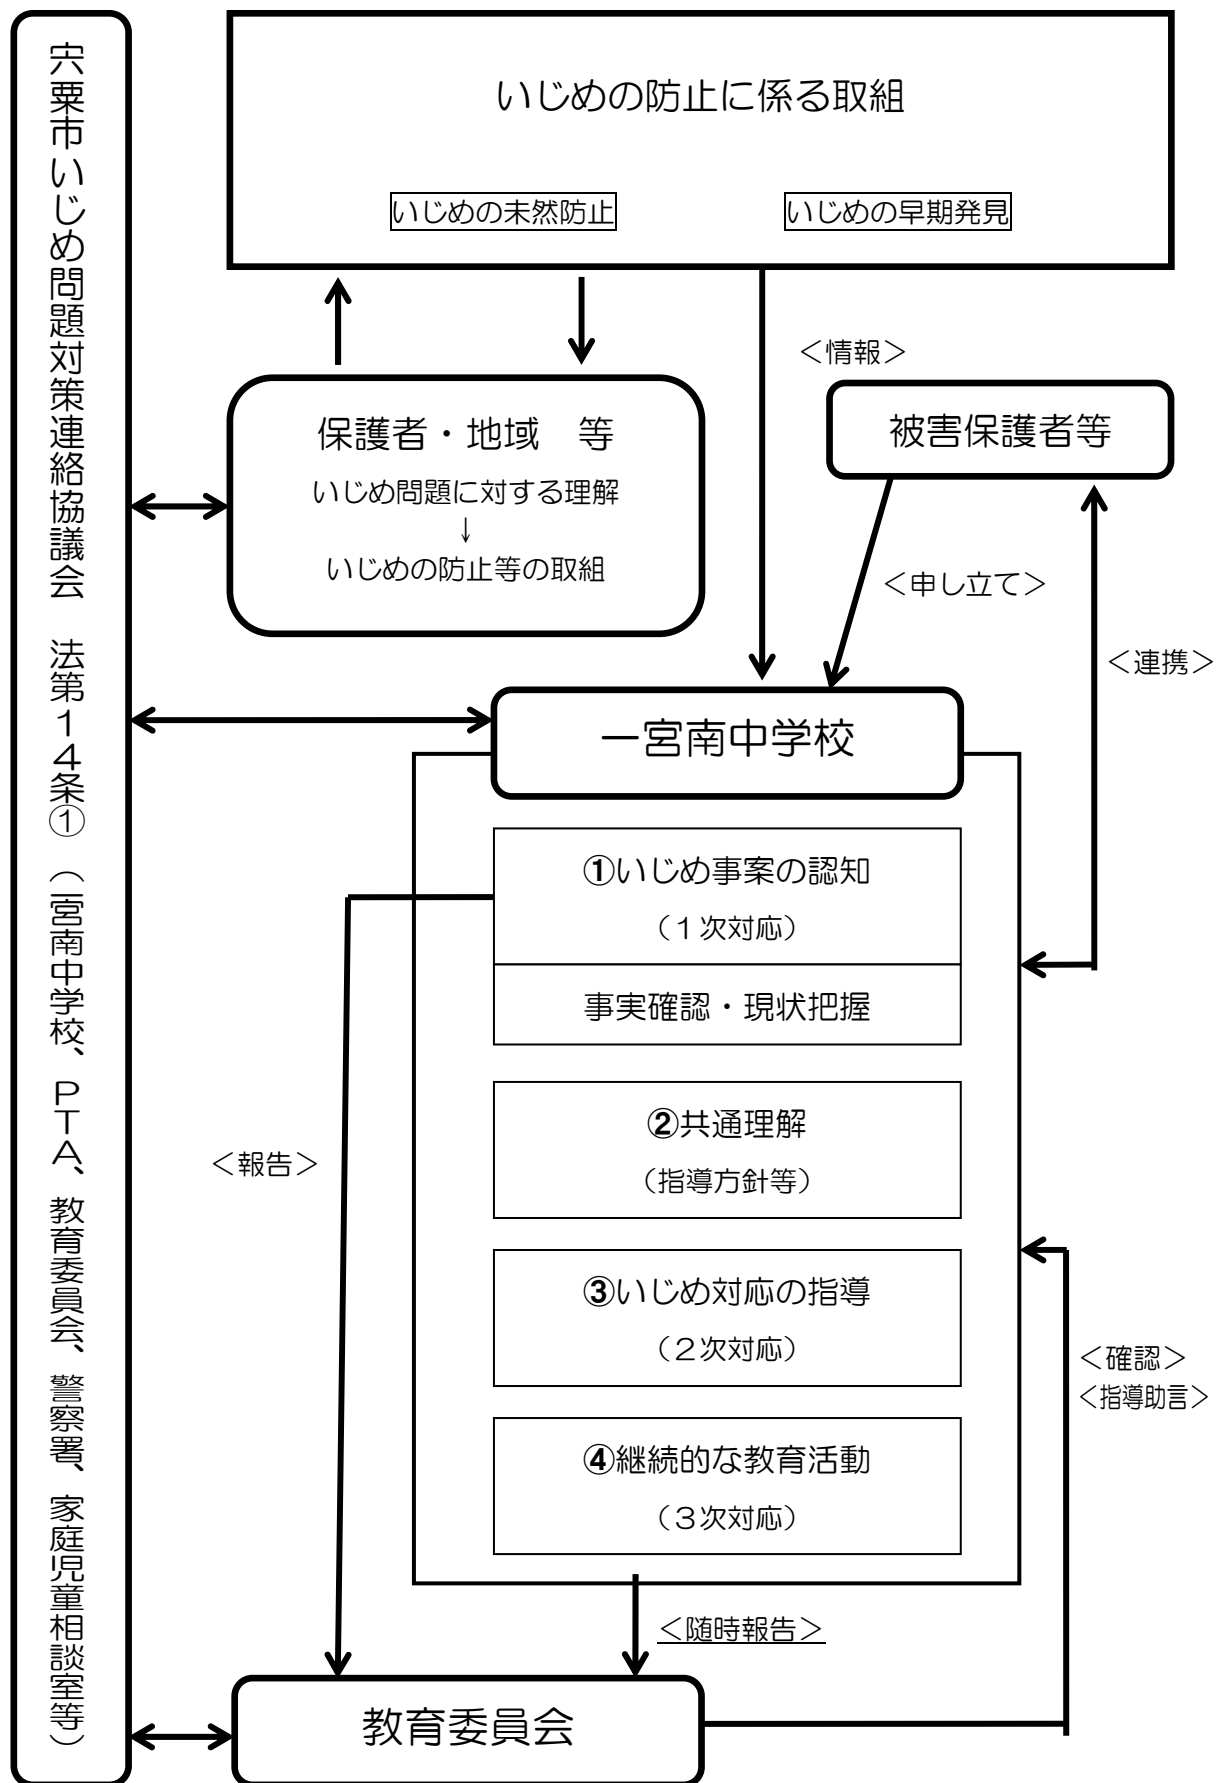 宍粟市いじめ問題対策連絡協議会　法第１４条①（一宮南中学校、ＰＴＡ、教育委員会、警察署、家庭児童相談室等）
いじめの防止に係る取組
いじめの未然防止
いじめの早期発見
＜情報＞
保護者・地域　等
いじめ問題に対する理解
↓
いじめの防止等の取組
被害保護者等
＜申し立て＞
＜連携＞
一宮南中学校
①いじめ事案の認知
（１次対応）
事実確認・現状把握
②共通理解
（指導方針等）
＜報告＞
③いじめ対応の指導
（２次対応）
＜確認＞
＜指導助言＞
④継続的な教育活動
（３次対応）
＜随時報告＞
教育委員会